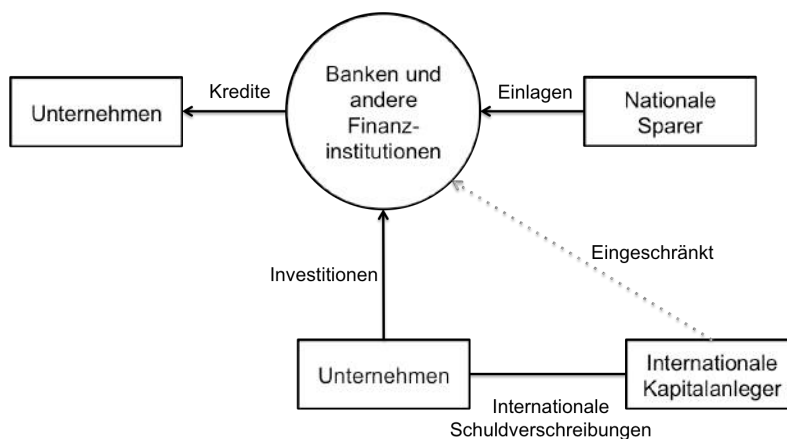 Unternehmen
Kredite
Banken und
andere
Finanz-
institutionen
Einlagen
Nationale
Sparer
Eingeschränkt
Investitionen
Unternehmen
Internationale
Schuldverschreibungen
Internationale
Kapitalanleger